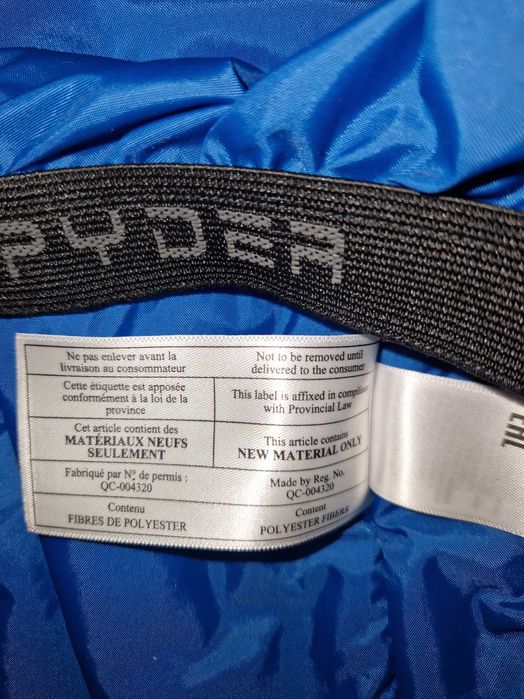 PYDER
Ne pas enlever avant la
livraison au consommateur
Not to be removed until
delivered to the consumer
Cette étiquette est apposée
conformément à la loi de la
province
This label is affixed in complian
with Provincial Law
Cet article contient des
MATÉRIAUX NEUFS
SEULEMENT
This article contains
NEW MATERIAL ONLY
Fabriqué par Nº de permis :
QC-004320
Made by Reg. No.
QC-004320
Contenu
FIBRES DE POLYESTER
Content
POLYESTER FIBERS
EAC